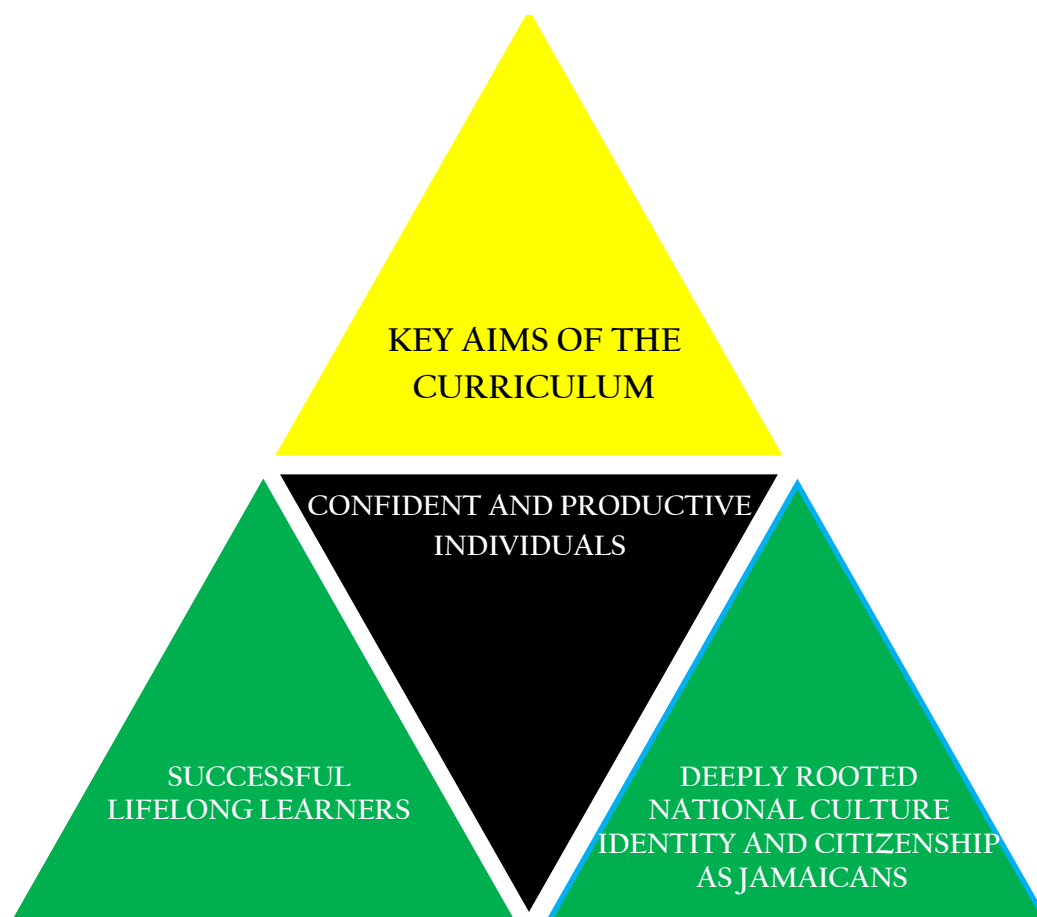 KEY AIMS OF THE
CURRICULUM
CONFIDENT AND PRODUCTIVE
INDIVIDUALS
SUCCESSFUL
LIFELONG LEARNERS
DEEPLY ROOTED
NATIONAL CULTURE
IDENTITY AND CITIZENSHIP
AS JAMAICANS